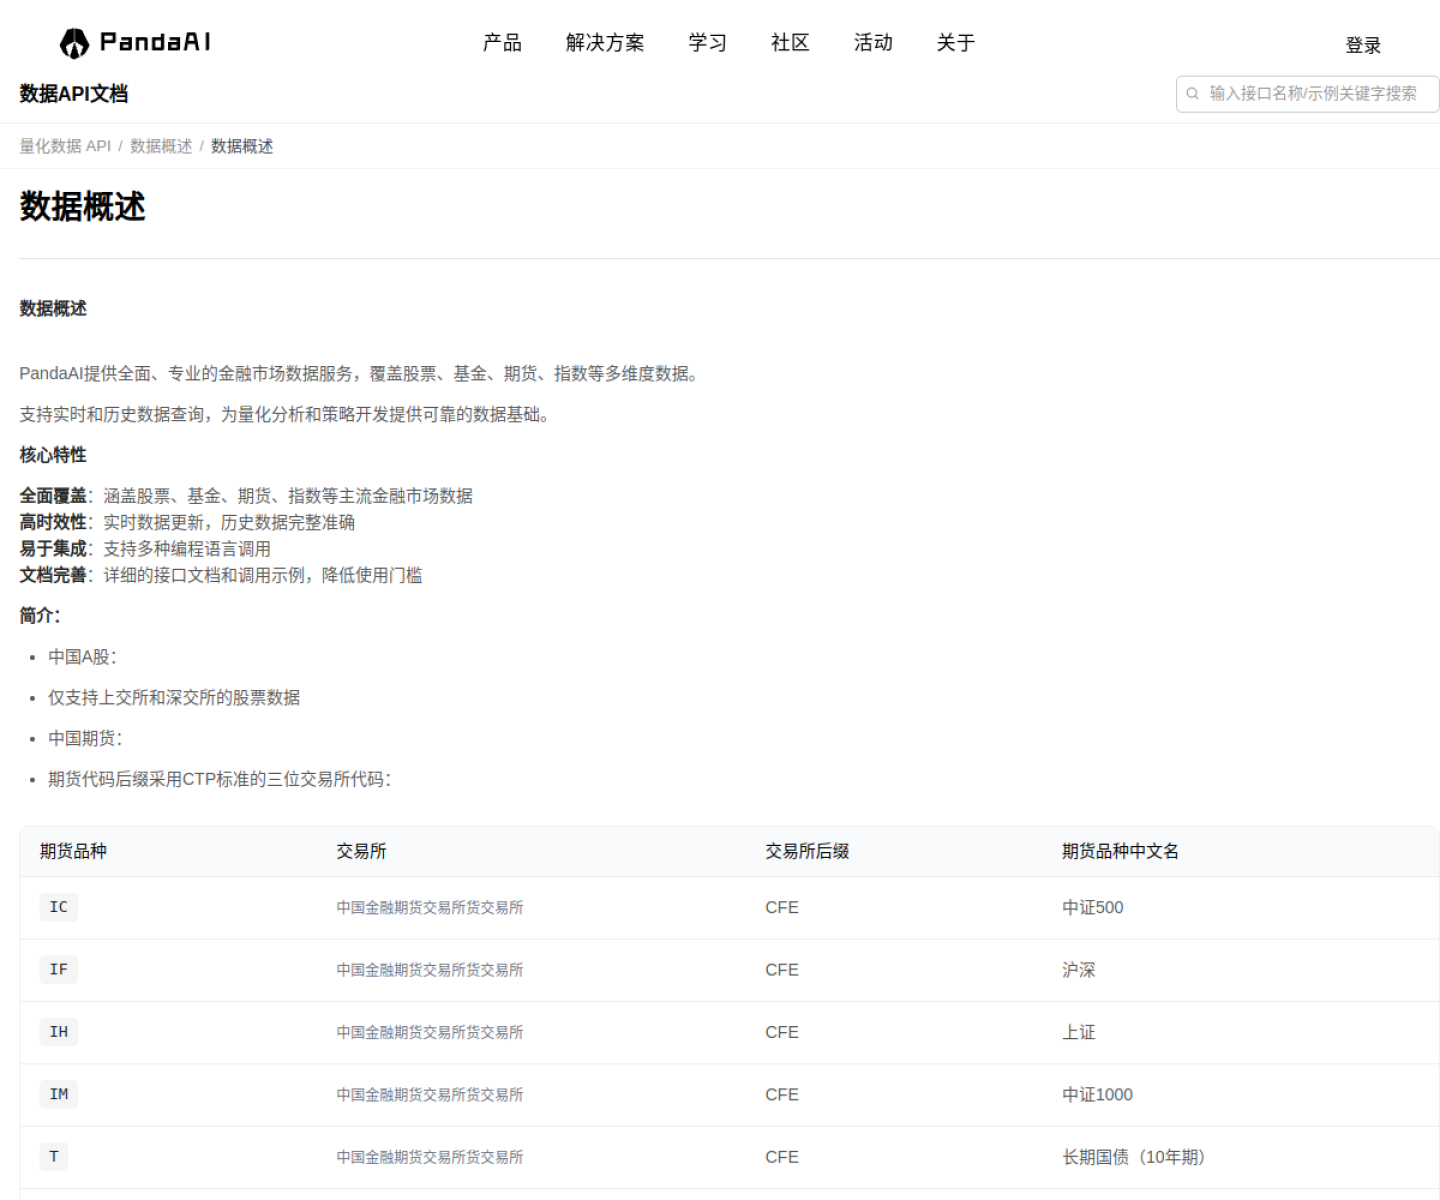 PandaAI
产品 解决方案 学习 社区 活动 关于
登录
数据API文档
输入接口名称/示例关键字搜索
量化数据 API / 数据概述 / 数据概述
数据概述
数据概述
PandaAI提供全面、专业的金融市场数据服务，覆盖股票、基金、期货、指数等多维度数据。
支持实时和历史数据查询，为量化分析和策略开发提供可靠的数据基础。
核心特性
全面覆盖：涵盖股票、基金、期货、指数等主流金融市场数据
高时效性：实时数据更新，历史数据完整准确
易于集成：支持多种编程语言调用
文档完善：详细的接口文档和调用示例，降低使用门槛
简介：
• 中国A股：
• 仅支持上交所和深交所的股票数据
• 中国期货：
• 期货代码后缀采用CTP标准的三位交易所代码：
期货品种 交易所 交易所后缀 期货品种中文名
IC 中国金融期货交易所货交易所 CFE 中证500
IF 中国金融期货交易所货交易所 CFE 沪深
IH 中国金融期货交易所货交易所 CFE 上证
IM 中国金融期货交易所货交易所 CFE 中证1000
T 中国金融期货交易所货交易所 CFE 长期国债（10年期）